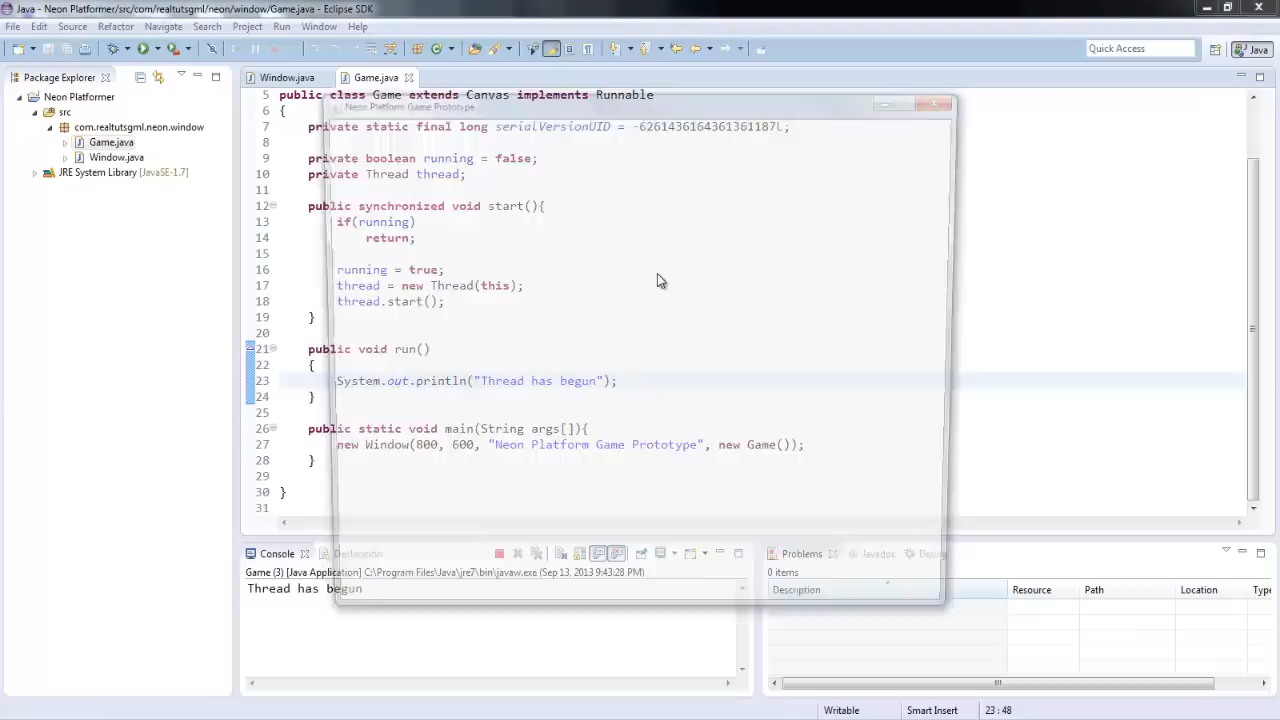 Java - Neon Platformer/src/com/realtutsgml/neon/window/Game.java - Eclipse SDK
File Edit Source Refactor Navigate Search Project Run Window Help
Quick Access
Java
Package Explorer
Window.java
Game.java
Neon Platformer
src
com.realtutsgml.neon.window
Game.java
Window.java
JRE System Library [JavaSE-1.7]
Neon Platform Game Prototype
5 public class Game extends Canvas implements Runnable
6 {
7 private static final long serialVersionUID = -6261436164361361187L;
8
9 private boolean running = false;
10 private Thread thread;
11
12 public synchronized void start(){
13 if(running)
14 return;
15
16 running = true;
17 thread = new Thread(this);
18 thread.start();
19 }
20
21 public void run()
22 {
23 System.out.println("Thread has begun");
24 }
25
26 public static void main(String args[]){
27 new Window(800, 600, "Neon Platform Game Prototype", new Game());
28 }
29
30 }
31
Console
Declaration
Game (3) [Java Application] C:\Program Files\Java\jre7\bin\javaw.exe (Sep 13, 2013 9:43:28 PM)
Thread has begun
Problems
Javadoc
0 items
Description Resource Path Location Type
Writable Smart Insert 23 : 48